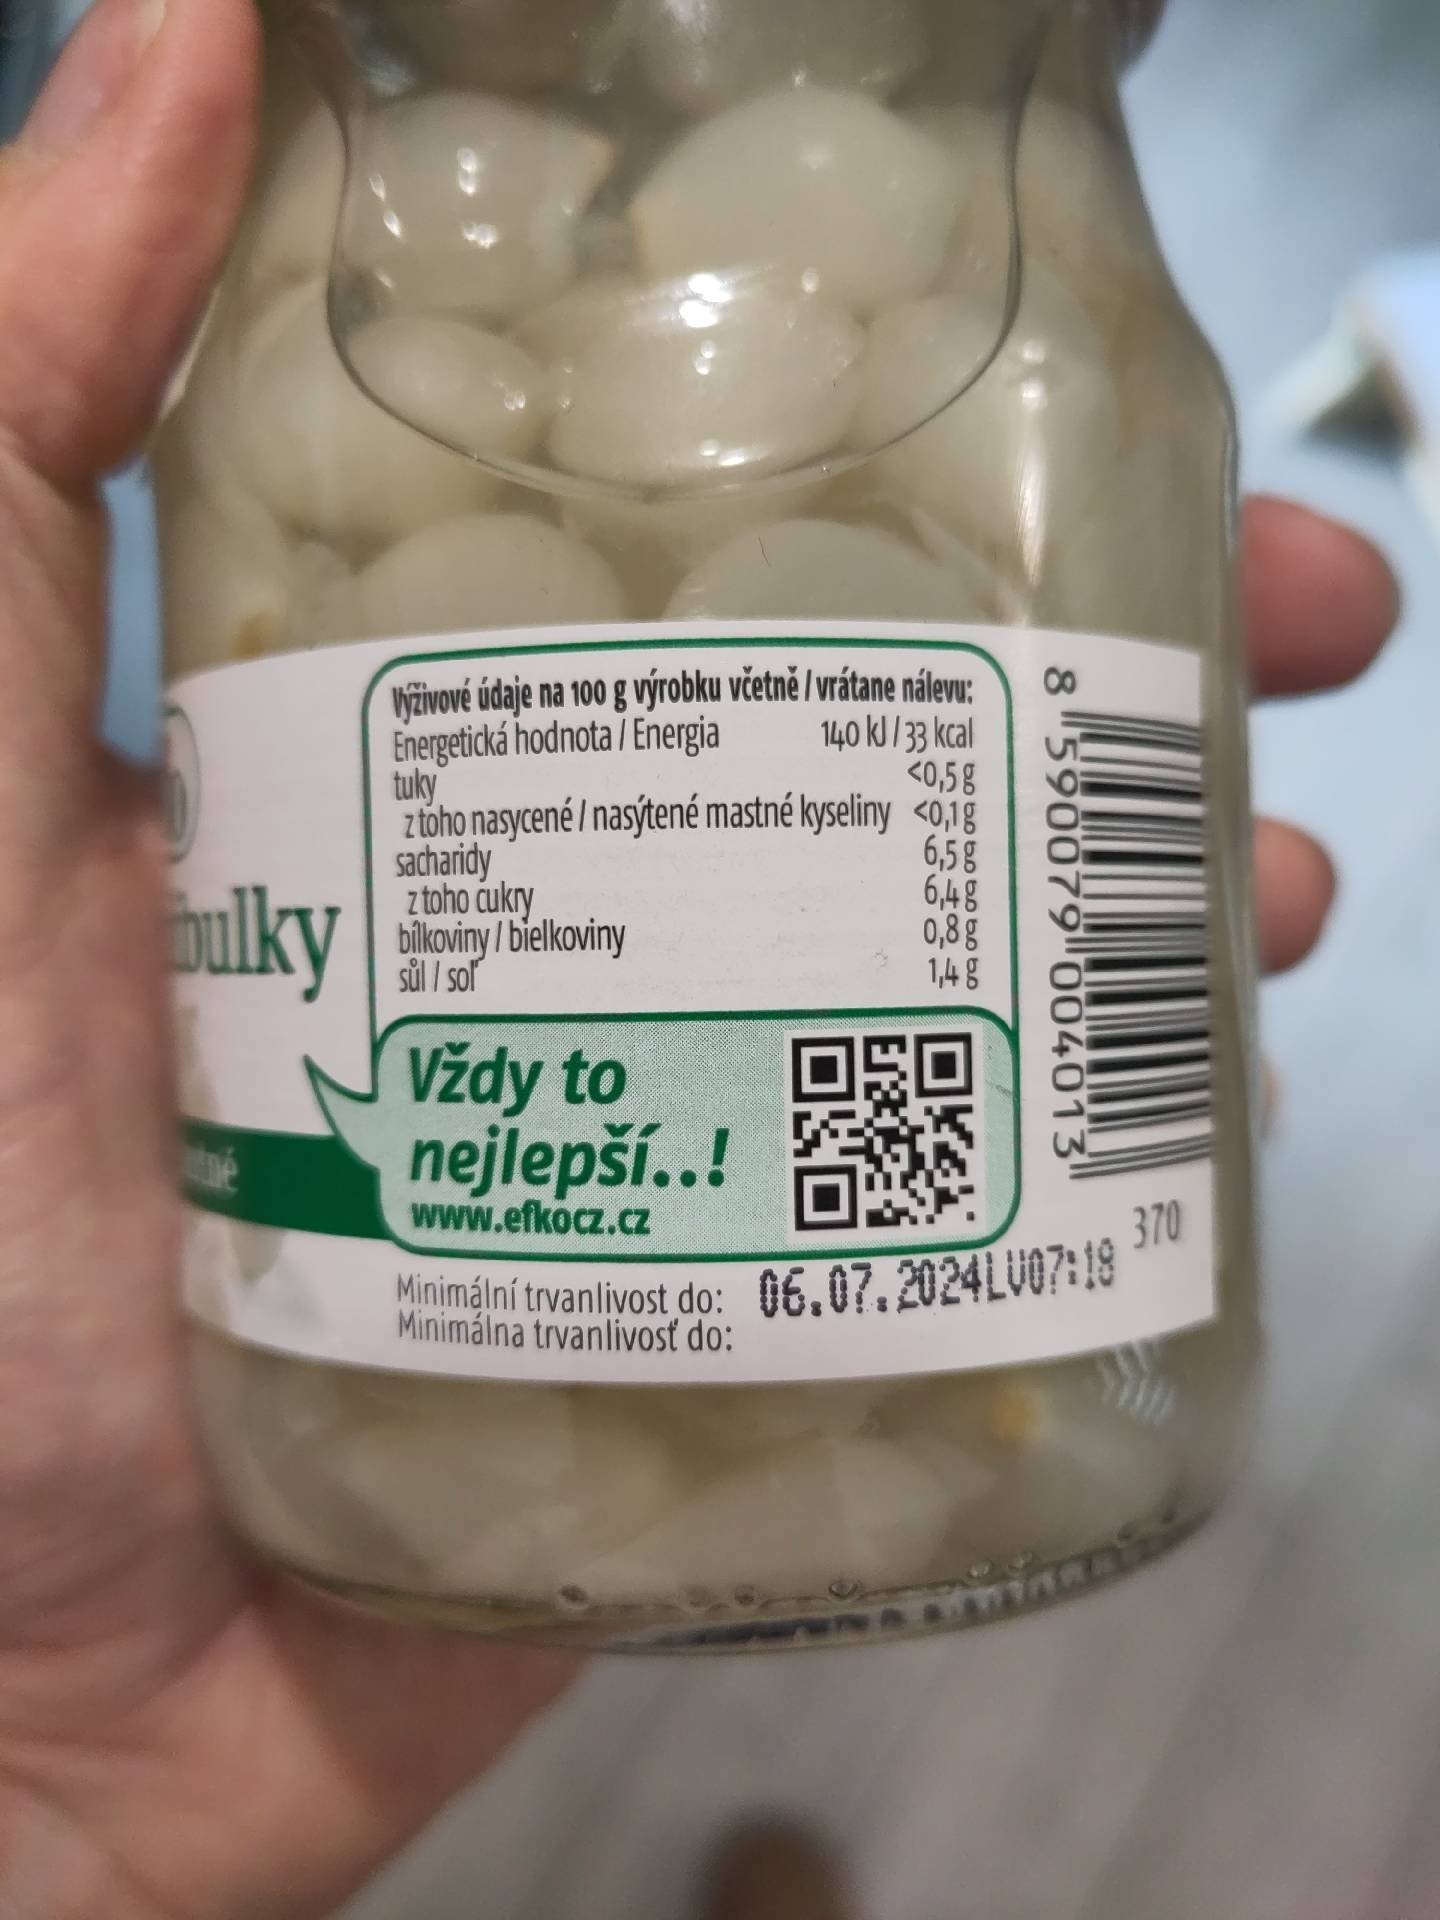 Výživové údaje na 100 g výrobku včetně / vrátane nálevu:
Energetická hodnota / Energia 140 kJ / 33 kcal
tuky <0,5 g
z toho nasycené / nasýtené mastné kyseliny <0,1 g
sacharidy 6,5 g
z toho cukry 6,4 g
bílkoviny / bielkoviny 0,8 g
sůl / soľ 1,4 g
bulky
Vždy to
nejlepší..!
www.efkocz.cz
Minimální trvanlivost do: 06.07.2024LU07:18
Minimálna trvanlivosť do:
8 590079 004013
370